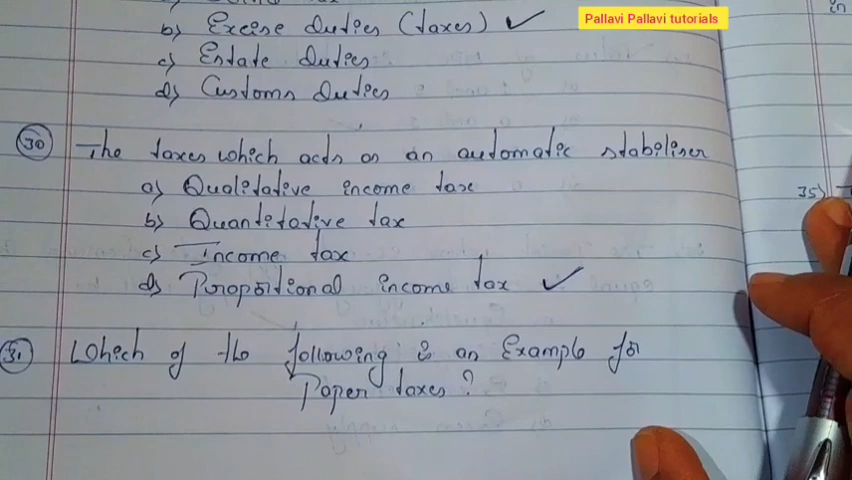 b) Excise Duties (taxes) ✓
Pallavi Pallavi tutorials
c) Estate Duties
d) Customs Duties
30 The taxes which acts as an automatic stabiliser
a) Qualitative income tax
b) Quantitative tax
c) Income tax
35)
d) Proportional income tax ✓
31 Which of the following is an Example for
Paper taxes?